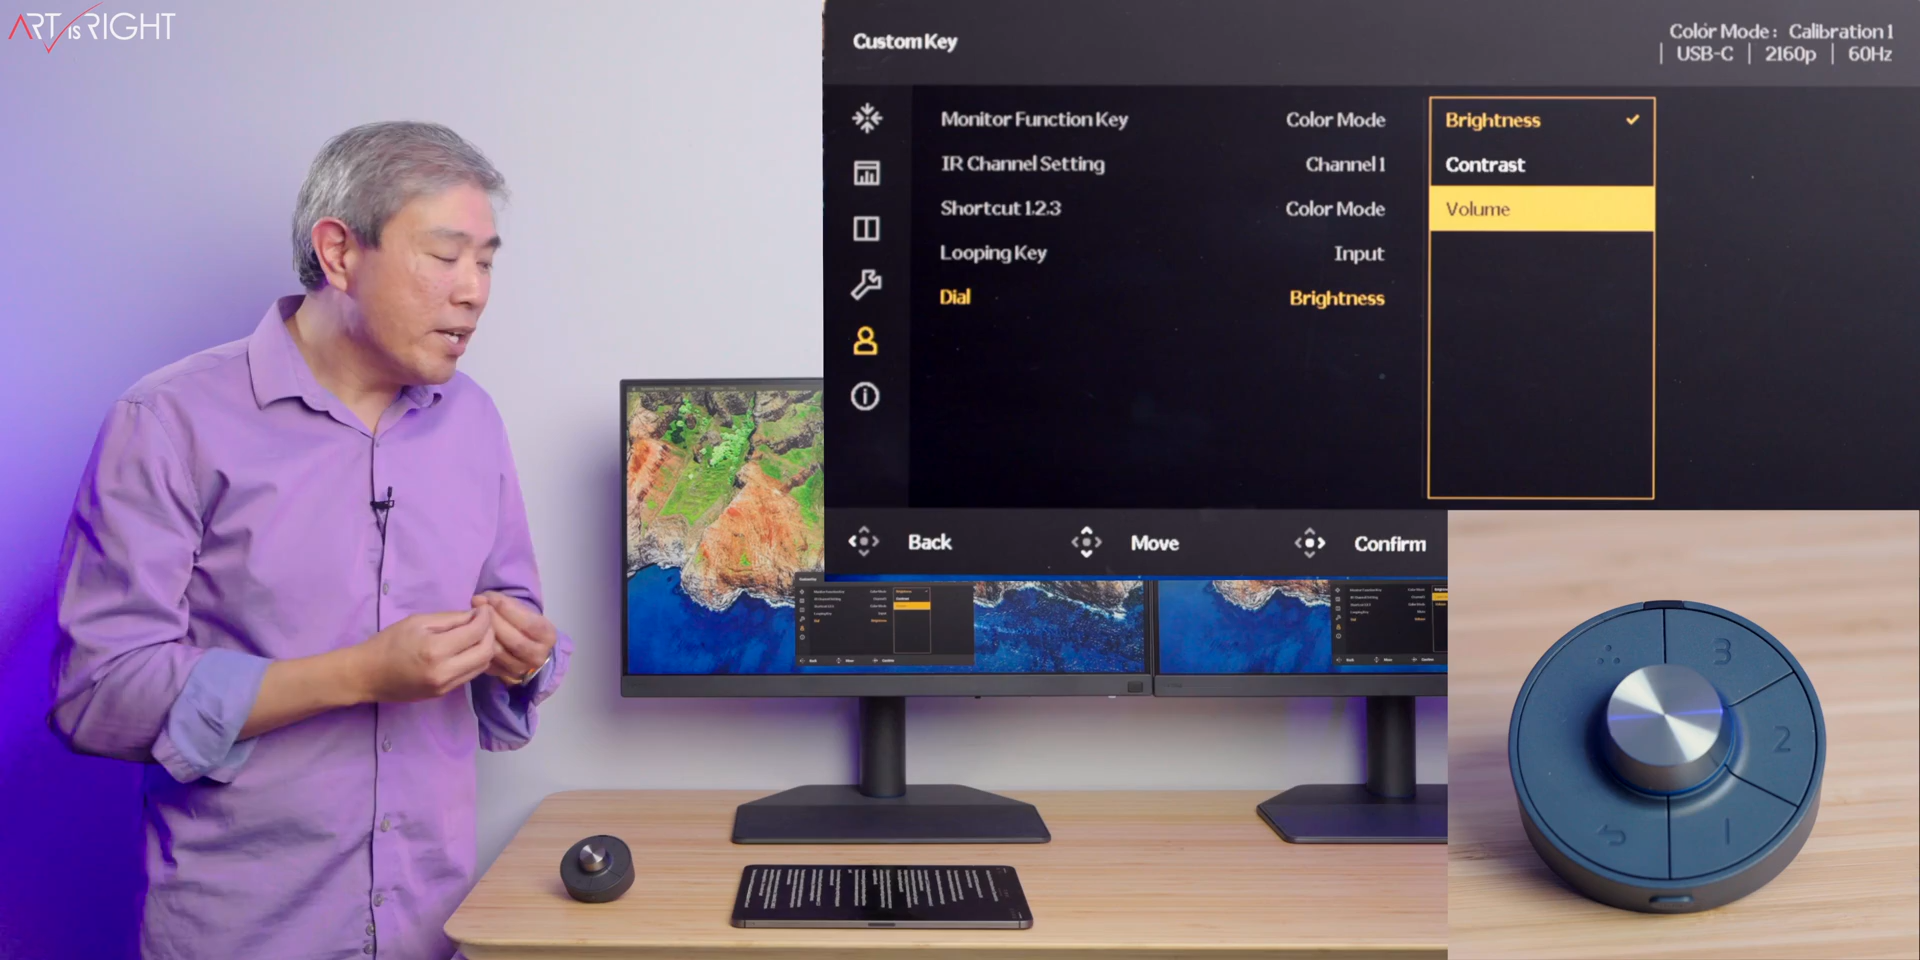 ART is RIGHT
Custom Key
Color Mode: Calibration 1
| USB-C | 2160p | 60Hz
Monitor Function Key Color Mode
IR Channel Setting Channel 1
Shortcut 1.2.3 Color Mode
Looping Key Input
Dial Brightness
Brightness
Contrast
Volume
Back Move Confirm
3
2
1